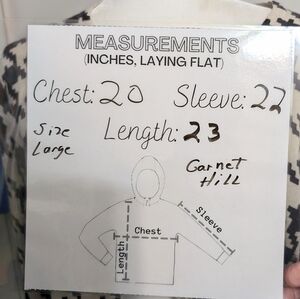 MEASUREMENTS
(INCHES, LAYING FLAT)
Chest: 20 Sleeve: 22
Size Large
Length: 23
Garnet Hill
Sleeve
Chest
Length